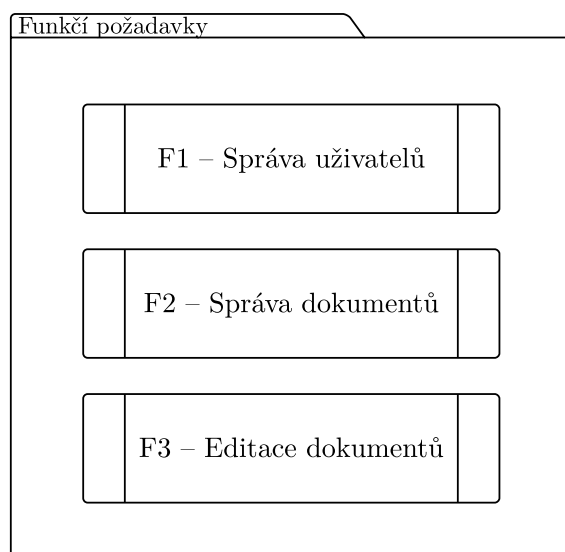 Funkčí požadavky
F1 – Správa uživatelů
F2 – Správa dokumentů
F3 – Editace dokumentů